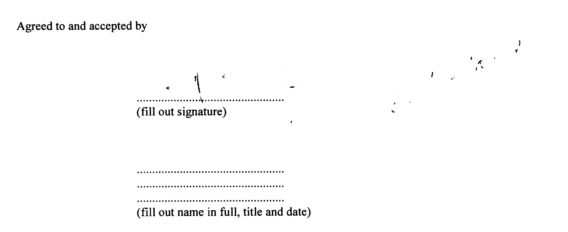 Agreed to and accepted by
................................................
(fill out signature)
................................................
................................................
................................................
(fill out name in full, title and date)